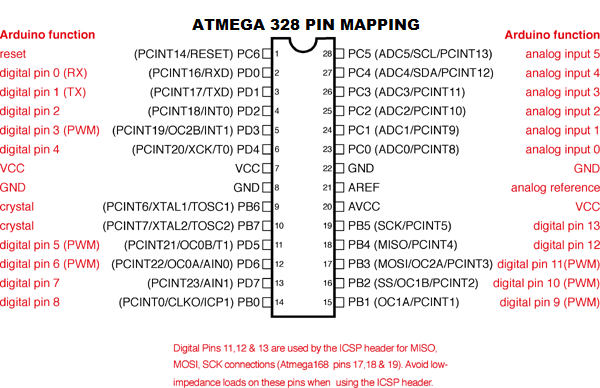 ATMEGA 328 PIN MAPPING
Arduino function Arduino function
reset (PCINT14/RESET) PC6 1 28 PC5 (ADC5/SCL/PCINT13) analog input 5
digital pin 0 (RX) (PCINT16/RXD) PD0 2 27 PC4 (ADC4/SDA/PCINT12) analog input 4
digital pin 1 (TX) (PCINT17/TXD) PD1 3 26 PC3 (ADC3/PCINT11) analog input 3
digital pin 2 (PCINT18/INT0) PD2 4 25 PC2 (ADC2/PCINT10) analog input 2
digital pin 3 (PWM) (PCINT19/OC2B/INT1) PD3 5 24 PC1 (ADC1/PCINT9) analog input 1
digital pin 4 (PCINT20/XCK/T0) PD4 6 23 PC0 (ADC0/PCINT8) analog input 0
VCC VCC 7 22 GND GND
GND GND 8 21 AREF analog reference
crystal (PCINT6/XTAL1/TOSC1) PB6 9 20 AVCC VCC
crystal (PCINT7/XTAL2/TOSC2) PB7 10 19 PB5 (SCK/PCINT5) digital pin 13
digital pin 5 (PWM) (PCINT21/OC0B/T1) PD5 11 18 PB4 (MISO/PCINT4) digital pin 12
digital pin 6 (PWM) (PCINT22/OC0A/AIN0) PD6 12 17 PB3 (MOSI/OC2A/PCINT3) digital pin 11(PWM)
digital pin 7 (PCINT23/AIN1) PD7 13 16 PB2 (SS/OC1B/PCINT2) digital pin 10 (PWM)
digital pin 8 (PCINT0/CLKO/ICP1) PB0 14 15 PB1 (OC1A/PCINT1) digital pin 9 (PWM)
Digital Pins 11,12 & 13 are used by the ICSP header for MISO,
MOSI, SCK connections (Atmega168 pins 17,18 & 19). Avoid low-
impedance loads on these pins when using the ICSP header.